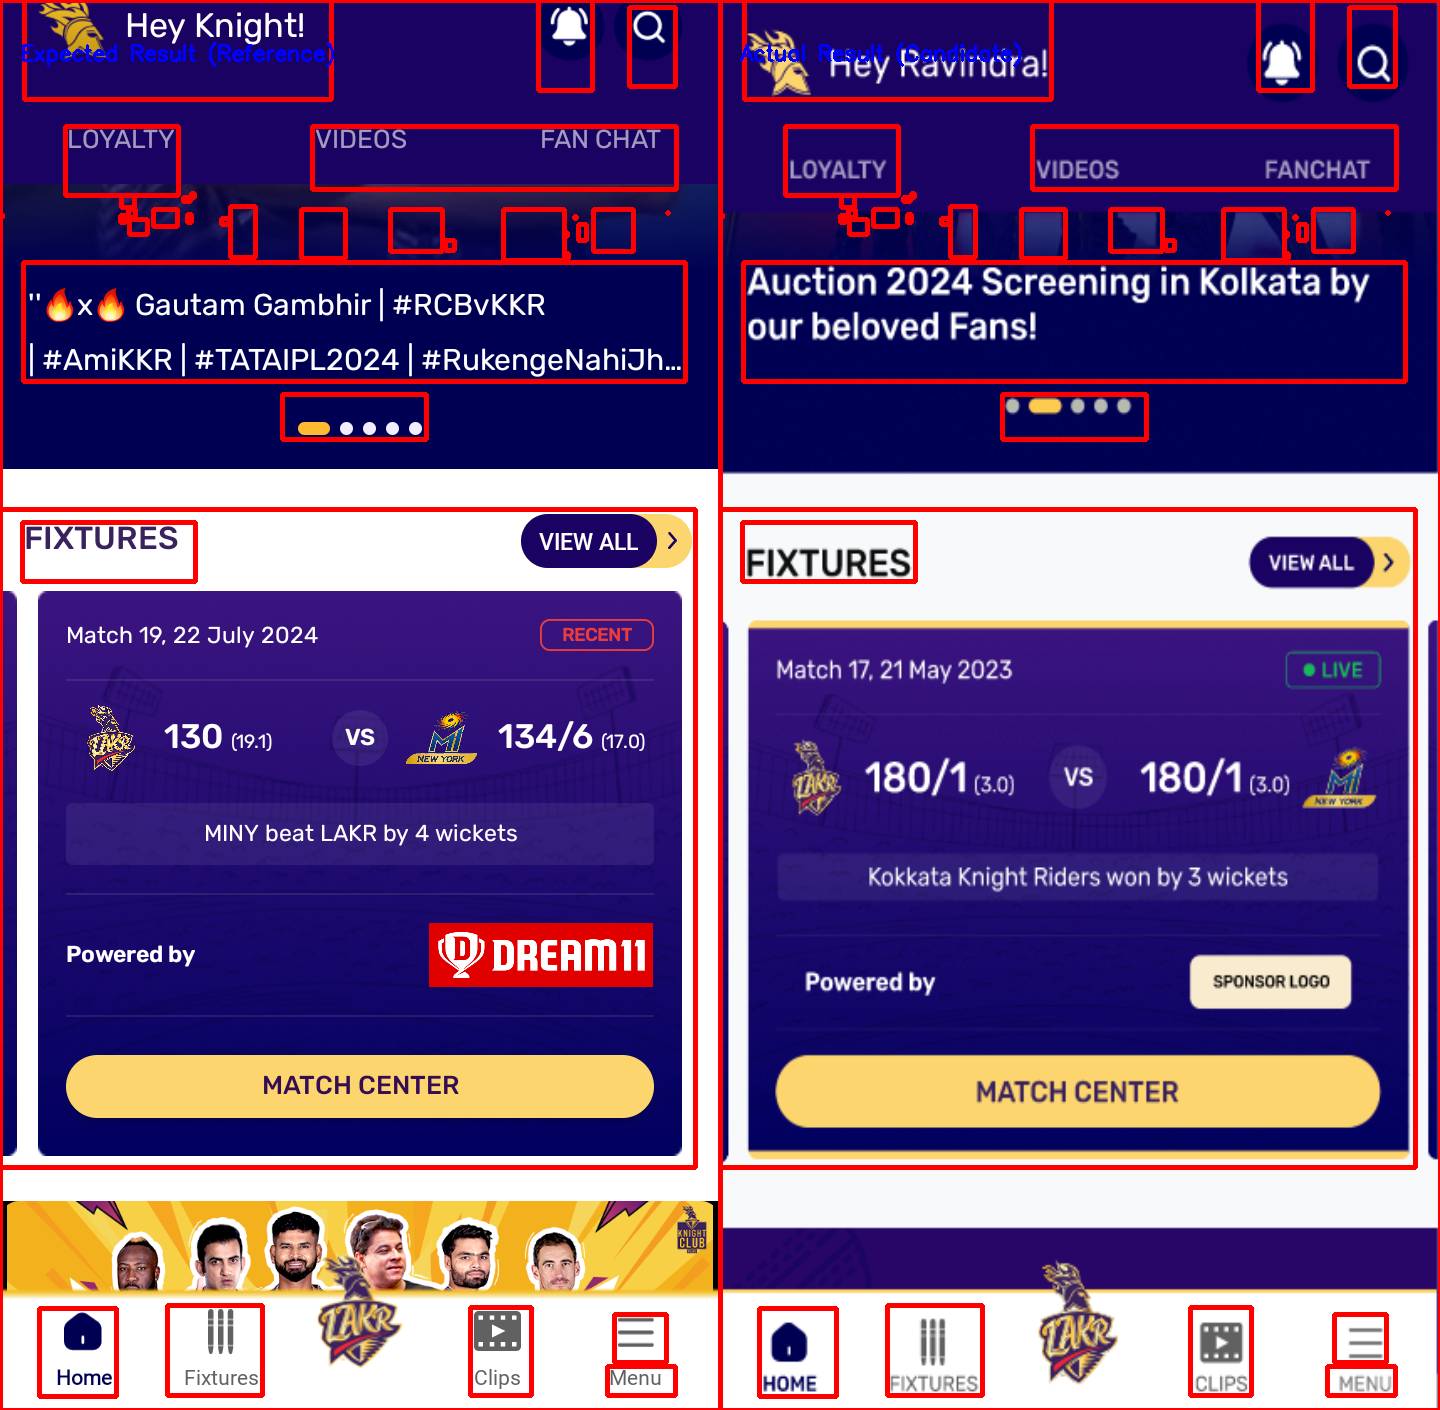 Hey Knight!
Expected Result (Reference)
LOYALTY
VIDEOS
FAN CHAT
"🔥x🔥 Gautam Gambhir | #RCBvKKR
| #AmiKKR | #TATAIPL2024 | #RukengeNahiJh...
FIXTURES
VIEW ALL
Match 19, 22 July 2024
RECENT
LAKR
130 (19.1)
VS
MI
NEW YORK
134/6 (17.0)
MINY beat LAKR by 4 wickets
Powered by
DREAM11
MATCH CENTER
KNIGHT
CLUB
LAKR
Home
Fixtures
Clips
Menu
Actual Result (Candidate)
Hey Ravindra!
LOYALTY
VIDEOS
FANCHAT
Auction 2024 Screening in Kolkata by
our beloved Fans!
FIXTURES
VIEW ALL
Match 17, 21 May 2023
LIVE
LAKR
180/1 (3.0)
VS
180/1 (3.0)
MI
NEW YORK
Kokkata Knight Riders won by 3 wickets
Powered by
SPONSOR LOGO
MATCH CENTER
LAKR
HOME
FIXTURES
CLIPS
MENU